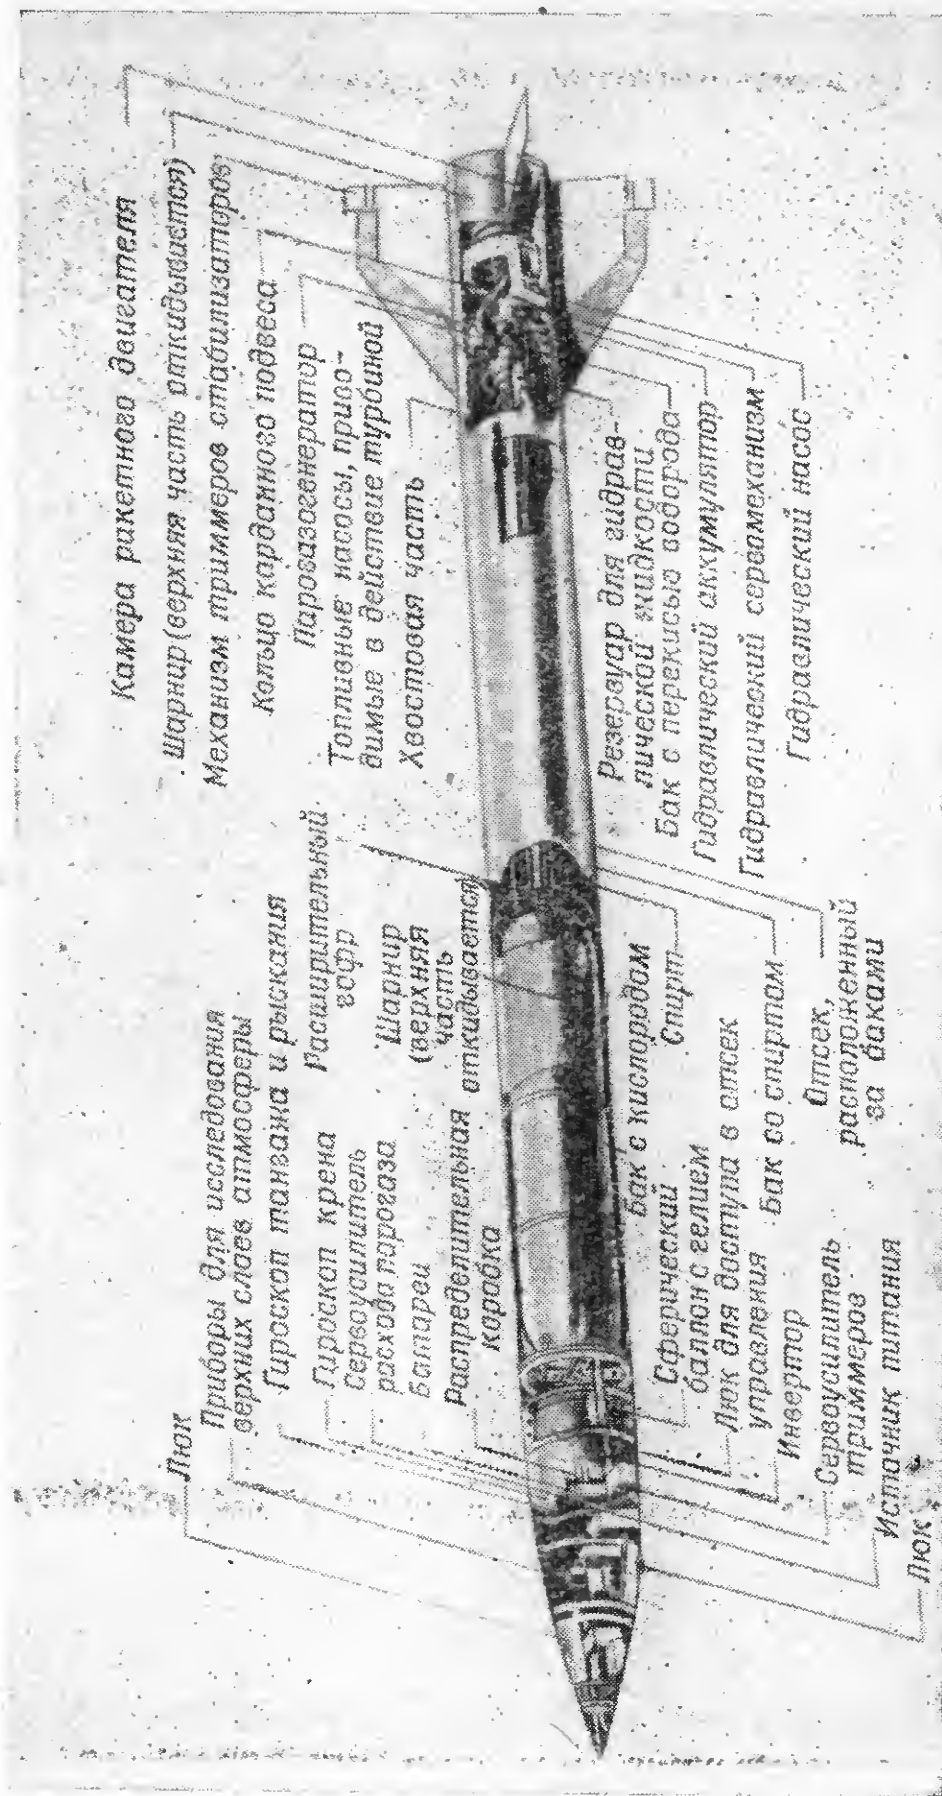 Люк
Приборы для исследования
верхних слоев атмосферы
Гироскоп тангажа и рыскания
Гироскоп крена
Сервоусилитель
расхода парогаза
Батареи
Распределительная
коробка
Расширительный
гофр
Шарнир
(верхняя
часть
откидывается)
Камера ракетного двигателя
Шарнир (верхняя часть откидывается)
Механизм триммеров стабилизаторов
Кольцо карданного подвеса
Парогазогенератор
Топливные насосы, приво-
димые в действие турбиной
Хвостовая часть
Сферический
баллон с гелием
Люк для доступа в отсек
управления
Инвертор
Сервоусилитель
триммеров
Источник питания
Люк
Бак с кислородом
Спирт
Бак со спиртом
Отсек,
расположенный
за баками
Резервуар для гидрав-
лической жидкости
Бак с перекисью водорода
Гидравлический аккумулятор
Гидравлический сервомеханизм
Гидравлический насос